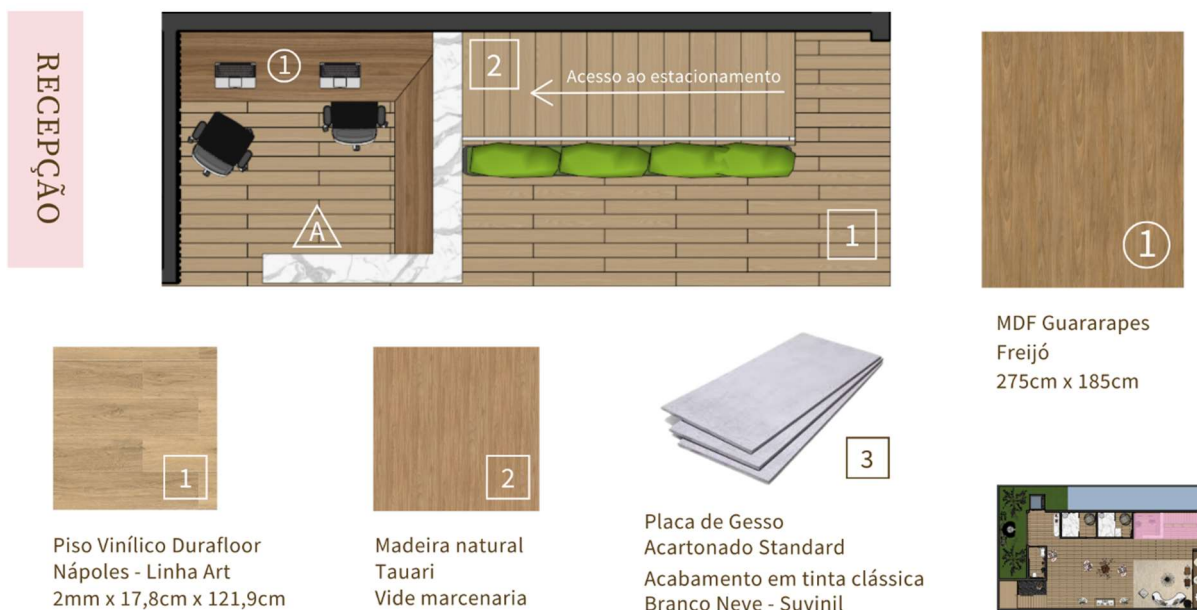 RECEPÇÃO
1
2
Acesso ao estacionamento
A
1
1
MDF Guararapes
Freijó
275cm x 185cm
1
Piso Vinílico Durafloor
Nápoles - Linha Art
2mm x 17,8cm x 121,9cm
2
Madeira natural
Tauari
Vide marcenaria
3
Placa de Gesso
Acartonado Standard
Acabamento em tinta clássica
Branco Neve - Suvinil